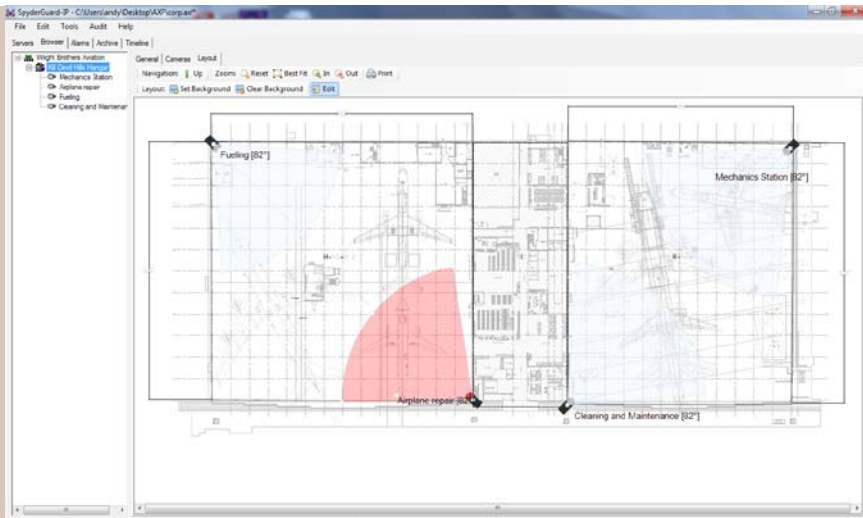 SpyderGuard-IP - C:\Users\andy\Desktop\AXF\corp.ax*
File Edit Tools Audit Help
Servers Browser Alarms Archive Timeline
Wright Brothers Aviation
Kill Devil Hills Hangar
Mechanics Station
Airplane repair
Fueling
Cleaning and Maintenar
General Cameras Layout
Navigation: Up Zoom: Reset Best Fit In Out Print
Layout: Set Background Clear Background Edit
Fueling [82°]
Mechanics Station [82°]
Airplane repair [82°
Cleaning and Maintenance [82°]